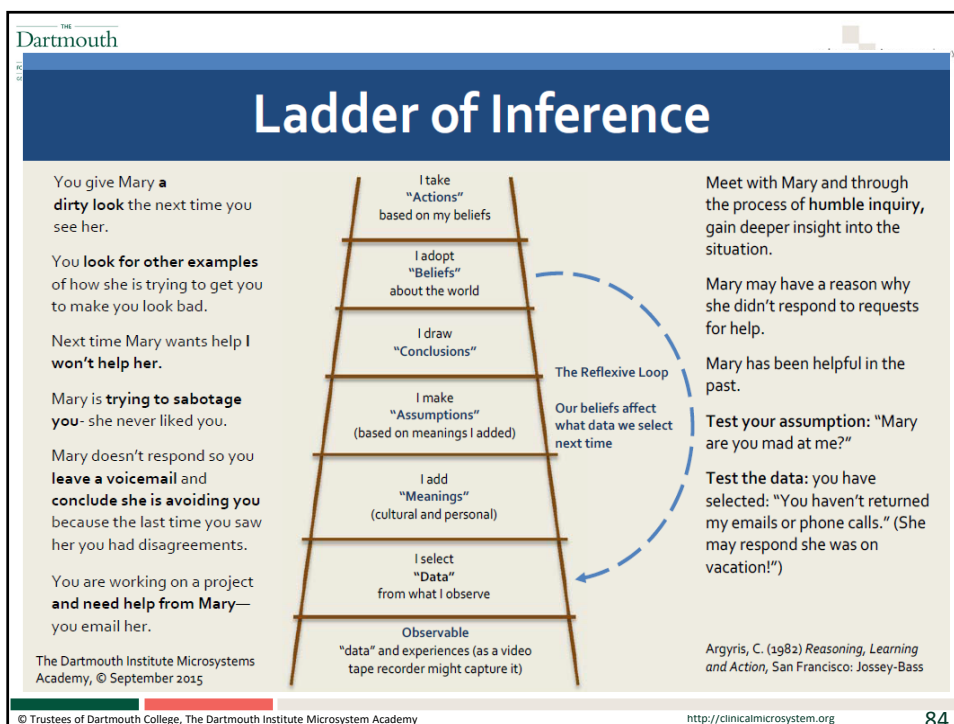 THE
Dartmouth
Ladder of Inference
You give Mary a
dirty look the next time you
see her.
You look for other examples
of how she is trying to get you
to make you look bad.
Next time Mary wants help I
won't help her.
Mary is trying to sabotage
you- she never liked you.
Mary doesn't respond so you
leave a voicemail and
conclude she is avoiding you
because the last time you saw
her you had disagreements.
You are working on a project
and need help from Mary—
you email her.
The Dartmouth Institute Microsystems
Academy, © September 2015
I take
"Actions"
based on my beliefs
I adopt
"Beliefs"
about the world
I draw
"Conclusions"
I make
"Assumptions"
(based on meanings I added)
I add
"Meanings"
(cultural and personal)
I select
"Data"
from what I observe
Observable
"data" and experiences (as a video
tape recorder might capture it)
The Reflexive Loop
Our beliefs affect
what data we select
next time
Meet with Mary and through
the process of humble inquiry,
gain deeper insight into the
situation.
Mary may have a reason why
she didn't respond to requests
for help.
Mary has been helpful in the
past.
Test your assumption: "Mary
are you mad at me?"
Test the data: you have
selected: "You haven't returned
my emails or phone calls." (She
may respond she was on
vacation!")
Argyris, C. (1982) Reasoning, Learning
and Action, San Francisco: Jossey-Bass
© Trustees of Dartmouth College, The Dartmouth Institute Microsystem Academy
http://clinicalmicrosystem.org
84